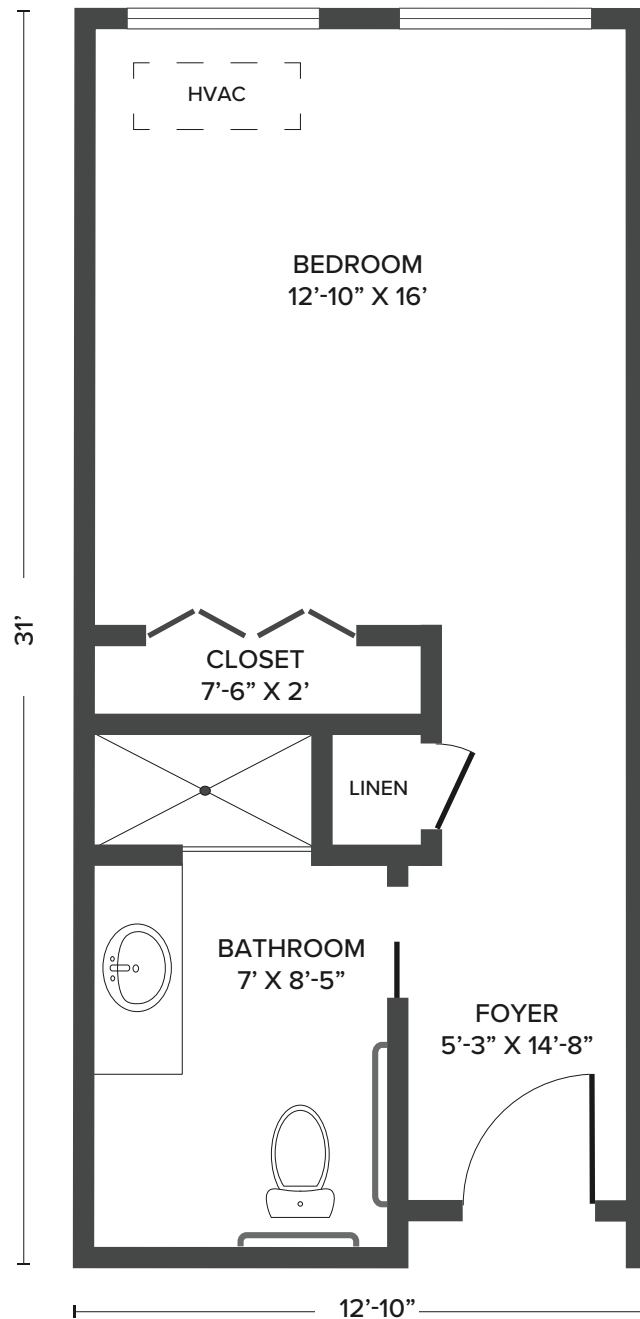 HVAC
BEDROOM
12’-10” X 16’
31’
CLOSET
7’-6” X 2’
LINEN
BATHROOM
7’ X 8’-5”
FOYER
5’-3” X 14’-8”
12’-10”